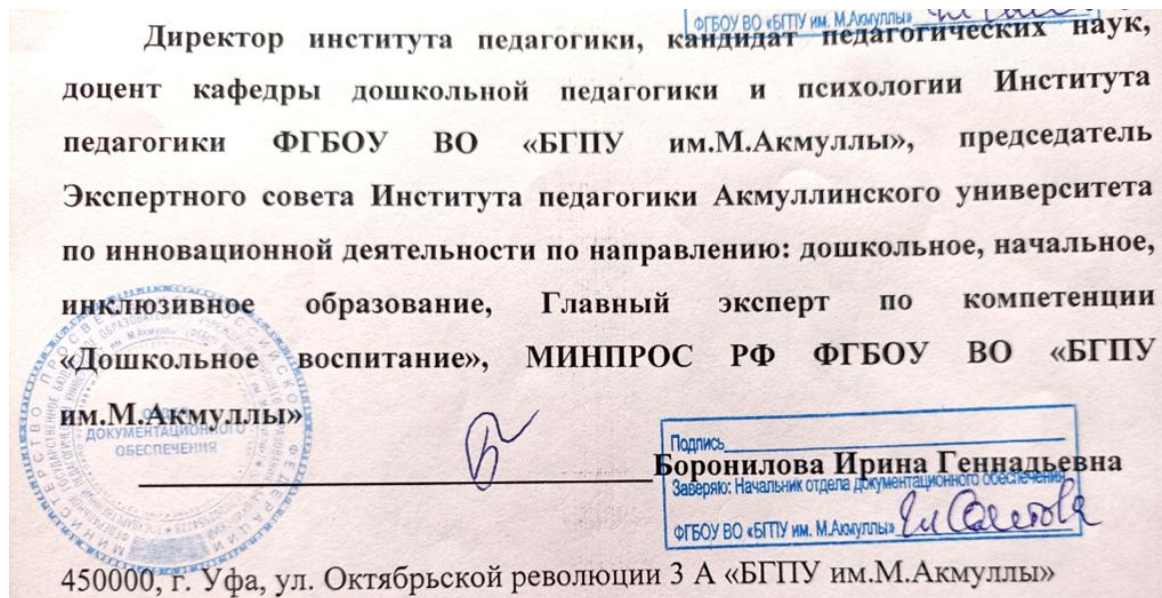 ФГБОУ ВО «БГПУ им. М.Акмуллы»
Директор института педагогики, кандидат педагогических наук,
доцент кафедры дошкольной педагогики и психологии Института
педагогики ФГБОУ ВО «БГПУ им.М.Акмуллы», председатель
Экспертного совета Института педагогики Акмуллинского университета
по инновационной деятельности по направлению: дошкольное, начальное,
инклюзивное образование, Главный эксперт по компетенции
«Дошкольное воспитание», МИНПРОС РФ ФГБОУ ВО «БГПУ
им.М.Акмуллы»
ОТДЕЛ
ДОКУМЕНТАЦИОННОГО
ОБЕСПЕЧЕНИЯ
Подпись
Боронилова Ирина Геннадьевна
Заверяю: Начальник отдела документационного обеспечения
ФГБОУ ВО «БГПУ им. М.Акмуллы»
450000, г. Уфа, ул. Октябрьской революции 3 А «БГПУ им.М.Акмуллы»